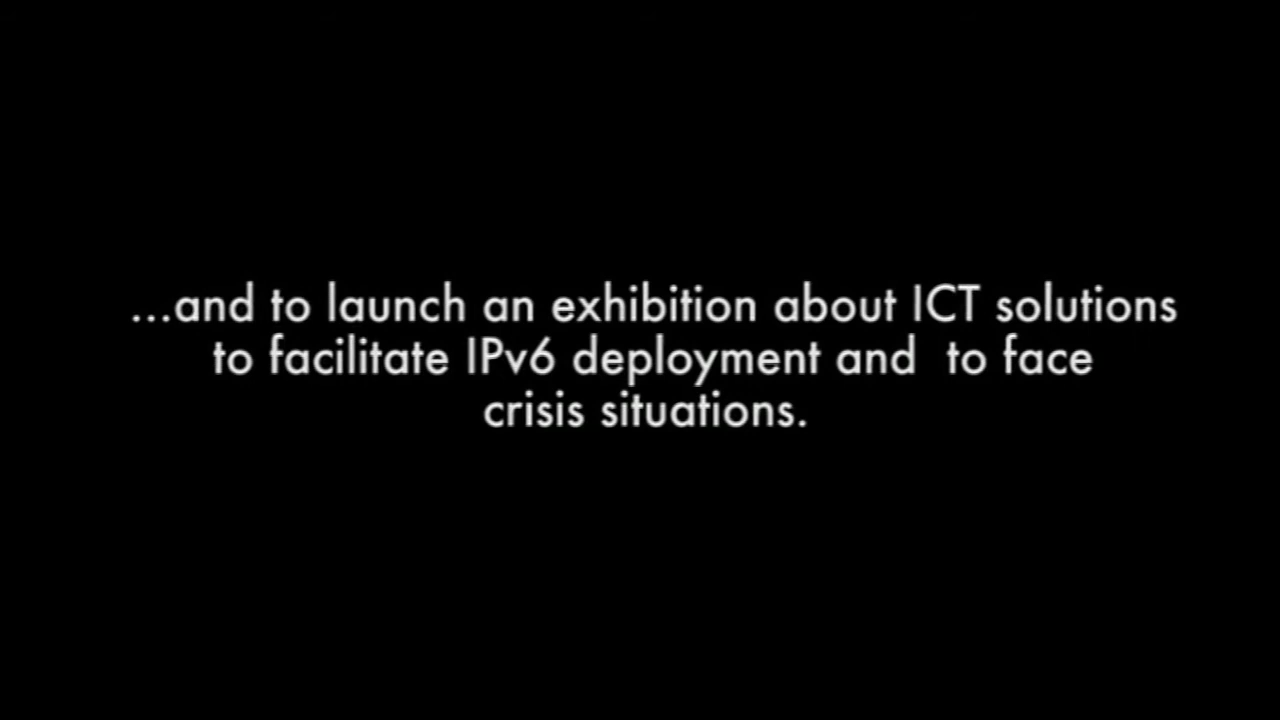 ...and to launch an exhibition about ICT solutions
to facilitate IPv6 deployment and  to face
crisis situations.